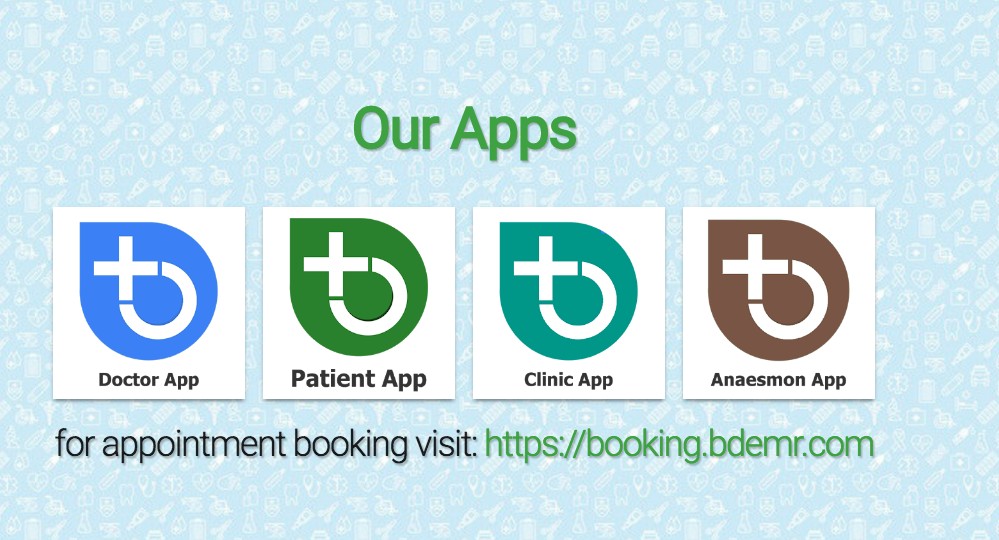 Our Apps
Doctor App
Patient App
Clinic App
Anaesmon App
for appointment booking visit: https://booking.bdemr.com